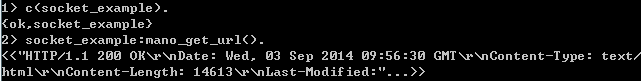 1> c(socket_example).
{ok,socket_example}
2> socket_example:mano_get_url().
<<"HTTP/1.1 200 OK\r\nDate: Wed, 03 Sep 2014 09:56:30 GMT\r\nContent-Type: text/
html\r\nContent-Length: 14613\r\nLast-Modified:"...>>